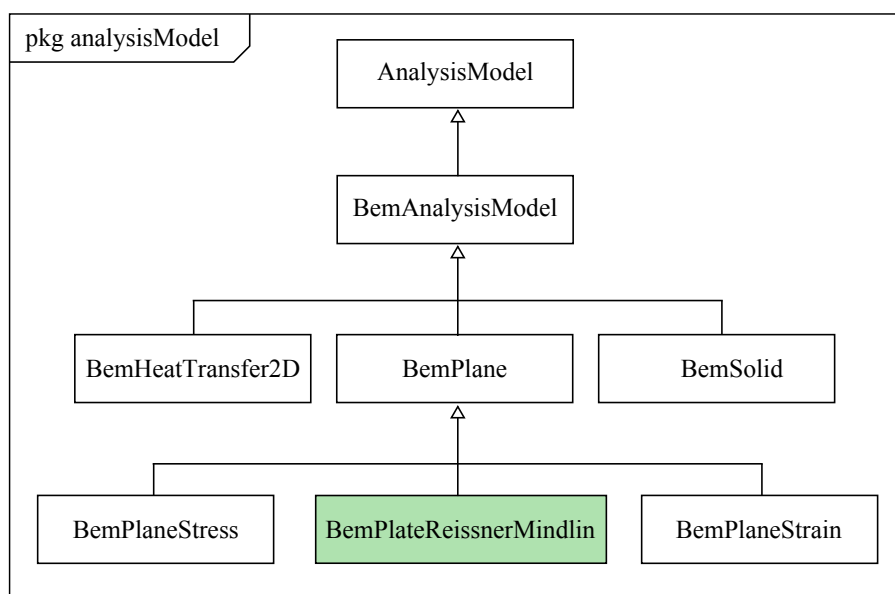 pkg analysisModel
AnalysisModel
BemAnalysisModel
BemHeatTransfer2D
BemPlane
BemSolid
BemPlaneStress
BemPlateReissnerMindlin
BemPlaneStrain